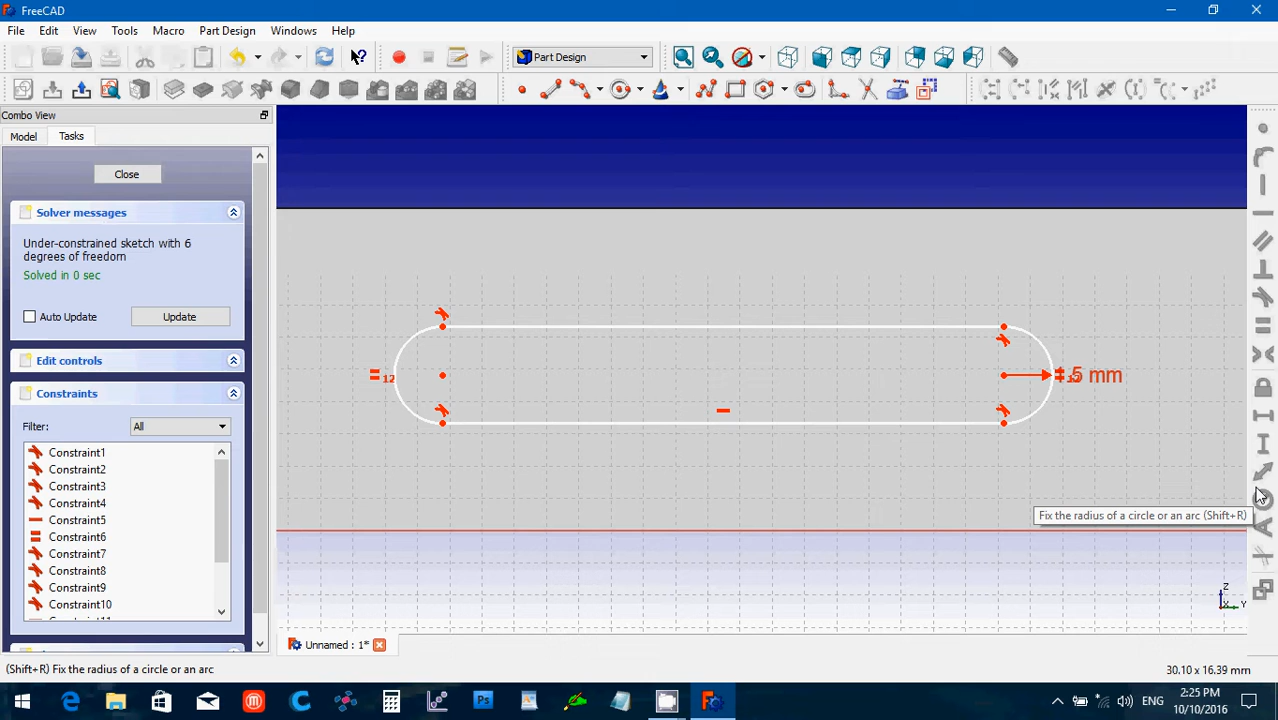 FreeCAD
File Edit View Tools Macro Part Design Windows Help
Part Design
Combo View
Model Tasks
Close
Solver messages
Under-constrained sketch with 6
degrees of freedom
Solved in 0 sec
Auto Update Update
Edit controls
Constraints
Filter: All
Constraint1
Constraint2
Constraint3
Constraint4
Constraint5
Constraint6
Constraint7
Constraint8
Constraint9
Constraint10
12
5 mm
Fix the radius of a circle or an arc (Shift+R)
Z
X Y
Unnamed : 1*
(Shift+R) Fix the radius of a circle or an arc
30.10 x 16.39 mm
ENG
2:25 PM
10/10/2016